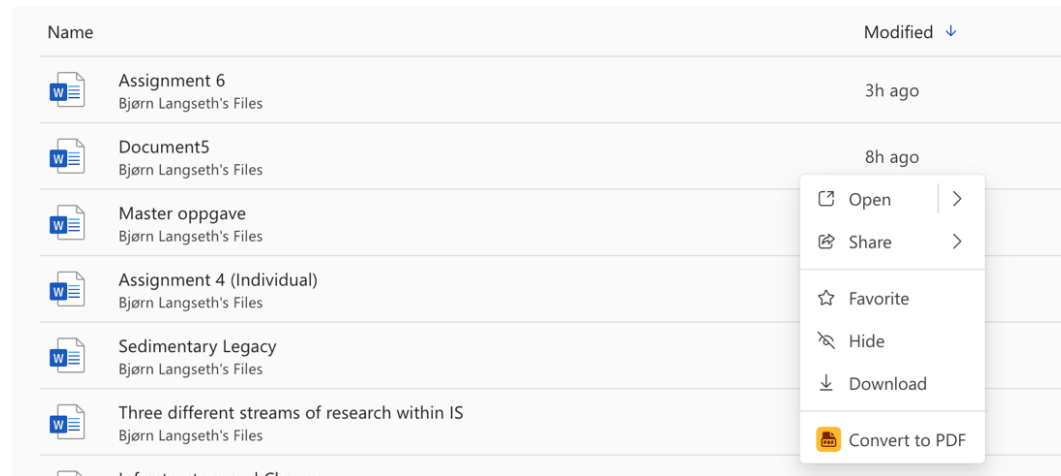 Name Modified
Assignment 6
Bjørn Langseth's Files
3h ago
Document5
Bjørn Langseth's Files
8h ago
Master oppgave
Bjørn Langseth's Files
Assignment 4 (Individual)
Bjørn Langseth's Files
Sedimentary Legacy
Bjørn Langseth's Files
Three different streams of research within IS
Bjørn Langseth's Files
Open
Share
Favorite
Hide
Download
PDF Convert to PDF